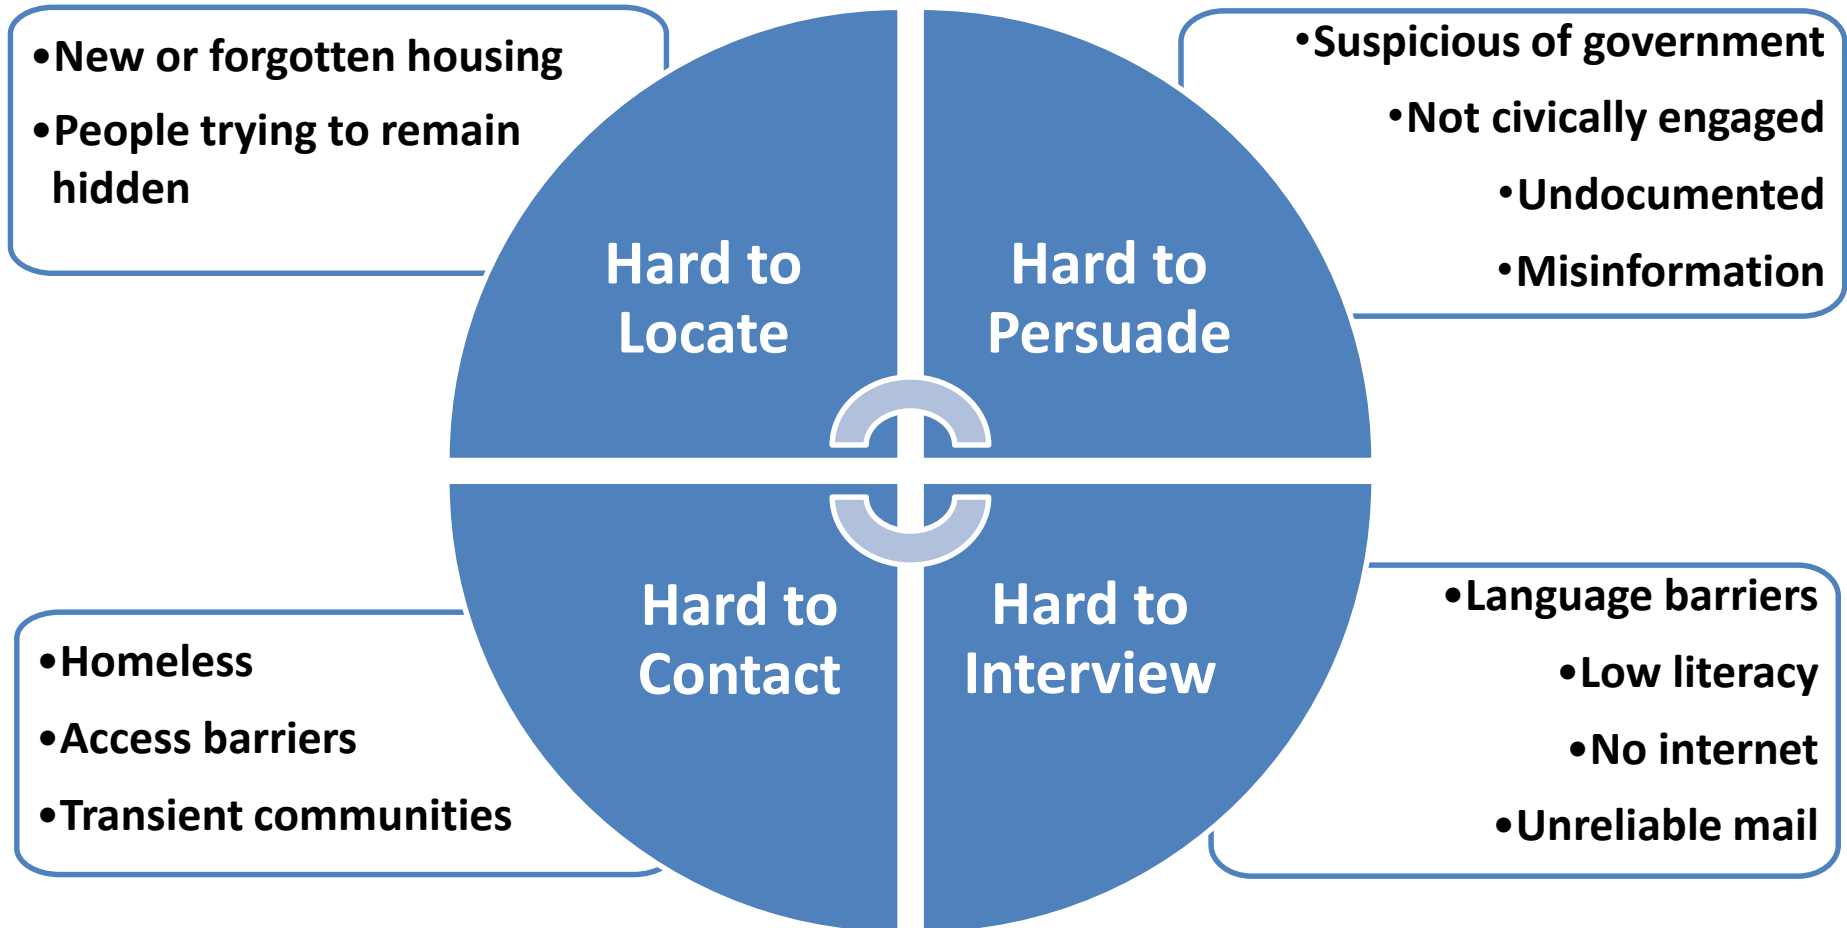 •New or forgotten housing
•People trying to remain
hidden
Hard to
Locate
Hard to
Persuade
•Suspicious of government
•Not civically engaged
•Undocumented
•Misinformation
•Homeless
•Access barriers
•Transient communities
Hard to
Contact
Hard to
Interview
•Language barriers
•Low literacy
•No internet
•Unreliable mail